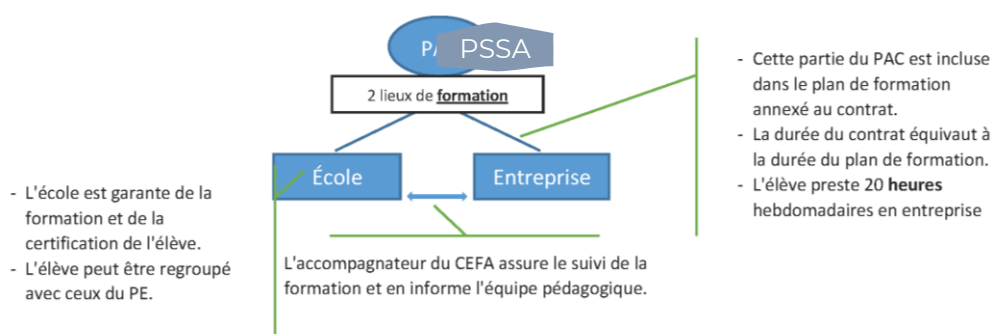 PSSA
2 lieux de formation
École
Entreprise
- Cette partie du PAC est incluse
dans le plan de formation
annexé au contrat.
- La durée du contrat équivaut à
la durée du plan de formation.
- L'élève preste 20 heures
hebdomadaires en entreprise
- L'école est garante de la
formation et de la
certification de l'élève.
- L'élève peut être regroupé
avec ceux du PE.
L'accompagnateur du CEFA assure le suivi de la
formation et en informe l'équipe pédagogique.